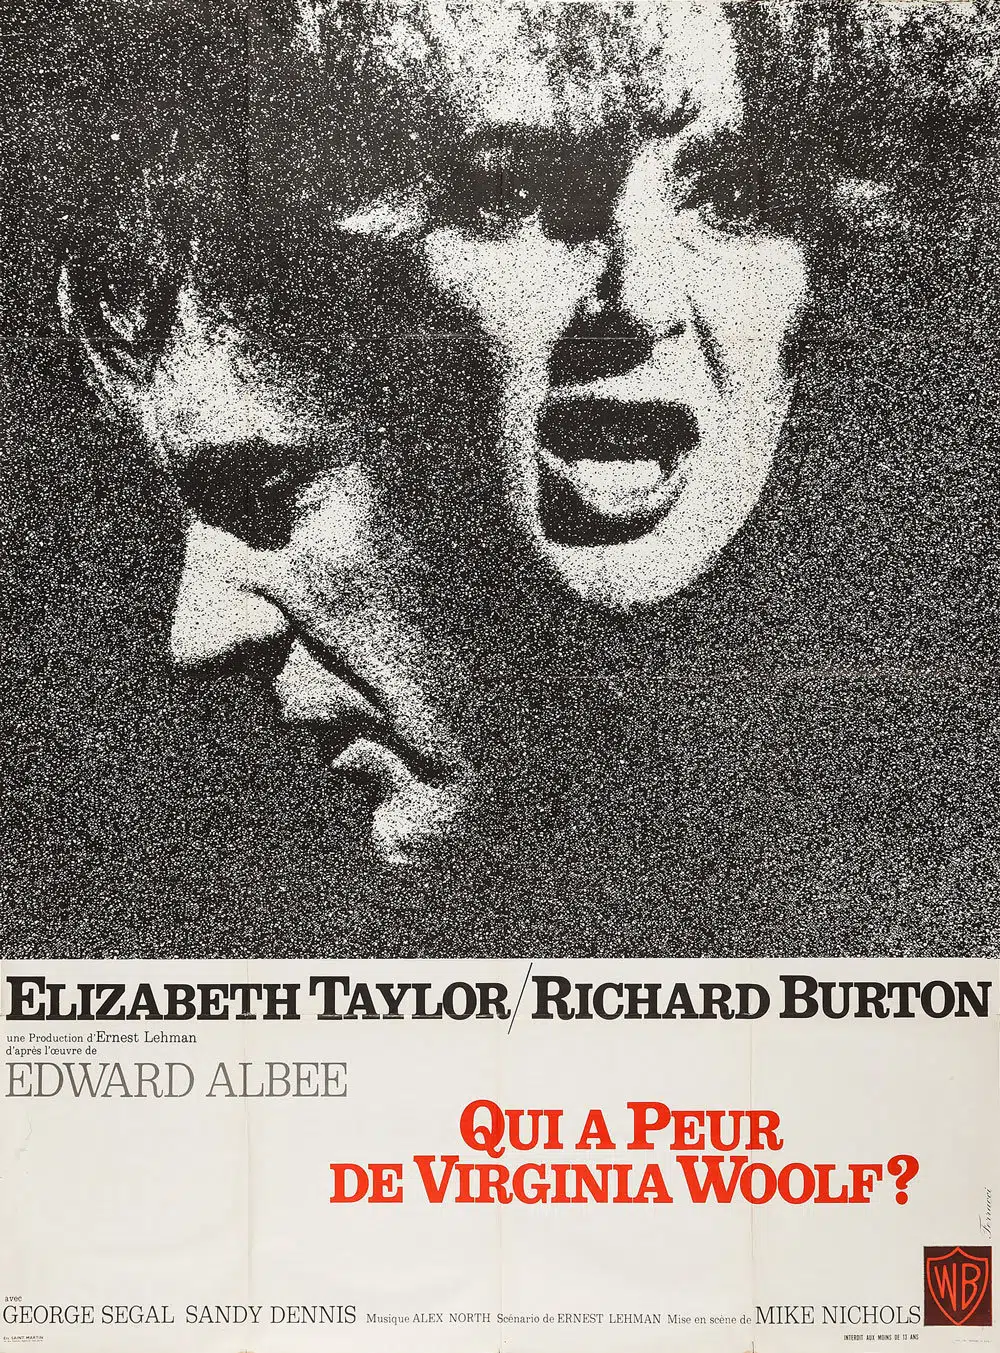 ELIZABETH TAYLOR/RICHARD BURTON
une Production d'Ernest Lehman
d'après l'œuvre de
EDWARD ALBEE
QUI A PEUR
DE VIRGINIA WOOLF?
Ferracci
WB
avec
GEORGE SEGAL SANDY DENNIS Musique ALEX NORTH Scénario de ERNEST LEHMAN Mise en scène de MIKE NICHOLS
INTERDIT AUX MOINS DE 13 ANS